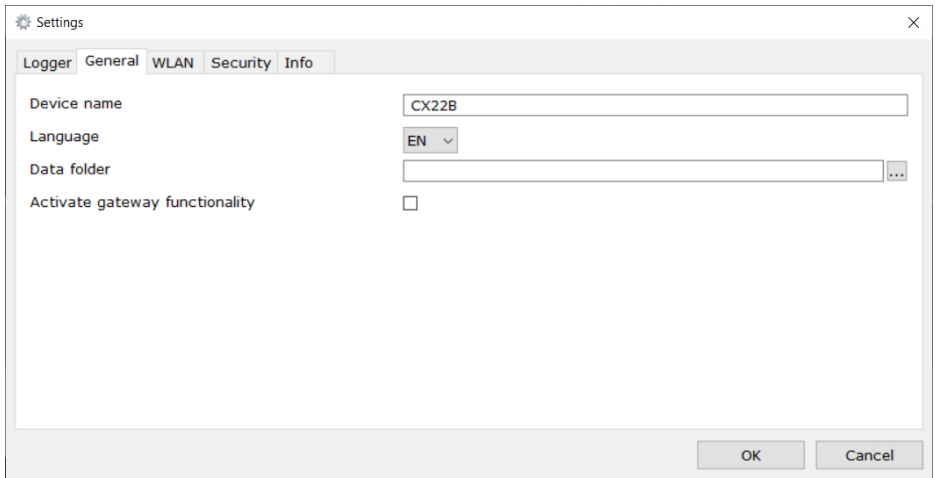 Settings
Logger General WLAN Security Info
Device name CX22B
Language EN
Data folder ...
Activate gateway functionality
OK Cancel